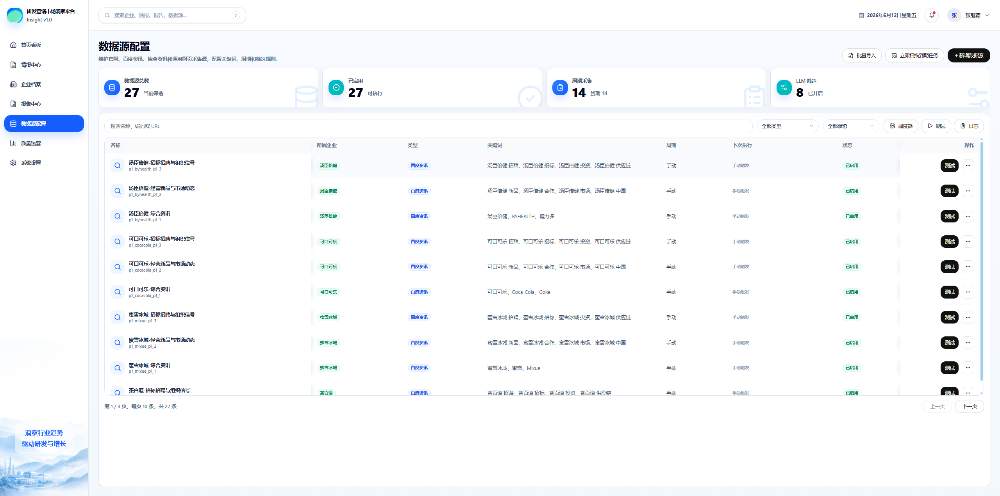 研发营销市场洞察平台
Insight v1.0
搜索企业、情报、报告、数据源...
/
2026年6月12日星期五
张
张继德
首页看板
情报中心
企业档案
报告中心
数据源配置
质量运营
系统设置
洞察行业趋势
驱动研发与增长
数据源配置
维护官网、百度资讯、博查资讯和通用网页采集源，配置关键词、周期和筛选规则。
批量导入
立即扫描到期任务
+ 新增数据源
数据源总数
27 当前筛选
已启用
27 可执行
周期采集
14 到期 14
LLM 筛选
8 已开启
搜索名称、编码或 URL
全部类型
全部状态
调度器
测试
日志
名称 所属企业 类型 关键词 周期 下次执行 状态 操作
汤臣倍健-招标招聘与组织信号
p1_byhealth_p1_3
汤臣倍健 百度资讯 汤臣倍健 招聘、汤臣倍健 招标、汤臣倍健 投资、汤臣倍健 供应链 手动 手动触发 已启用 测试 ...
汤臣倍健-经营新品与市场动态
p1_byhealth_p1_2
汤臣倍健 百度资讯 汤臣倍健 新品、汤臣倍健 合作、汤臣倍健 市场、汤臣倍健 中国 手动 手动触发 已启用 测试 ...
汤臣倍健-综合资讯
p1_byhealth_p1_1
汤臣倍健 百度资讯 汤臣倍健、BYHEALTH、健力多 手动 手动触发 已启用 测试 ...
可口可乐-招标招聘与组织信号
p1_cocacola_p1_3
可口可乐 百度资讯 可口可乐 招聘、可口可乐 招标、可口可乐 投资、可口可乐 供应链 手动 手动触发 已启用 测试 ...
可口可乐-经营新品与市场动态
p1_cocacola_p1_2
可口可乐 百度资讯 可口可乐 新品、可口可乐 合作、可口可乐 市场、可口可乐 中国 手动 手动触发 已启用 测试 ...
可口可乐-综合资讯
p1_cocacola_p1_1
可口可乐 百度资讯 可口可乐、Coca-Cola、Coke 手动 手动触发 已启用 测试 ...
蜜雪冰城-招标招聘与组织信号
p1_mixue_p1_3
蜜雪冰城 百度资讯 蜜雪冰城 招聘、蜜雪冰城 招标、蜜雪冰城 投资、蜜雪冰城 供应链 手动 手动触发 已启用 测试 ...
蜜雪冰城-经营新品与市场动态
p1_mixue_p1_2
蜜雪冰城 百度资讯 蜜雪冰城 新品、蜜雪冰城 合作、蜜雪冰城 市场、蜜雪冰城 中国 手动 手动触发 已启用 测试 ...
蜜雪冰城-综合资讯
p1_mixue_p1_1
蜜雪冰城 百度资讯 蜜雪冰城、蜜雪、Mixue 手动 手动触发 已启用 测试 ...
茶百道-招标招聘与组织信号
茶百道 百度资讯 茶百道 招聘、茶百道 招标、茶百道 投资、茶百道 供应链 手动 手动触发 已启用 测试 ...
第 1 / 3 页，每页 10 条，共 27 条
上一页
下一页